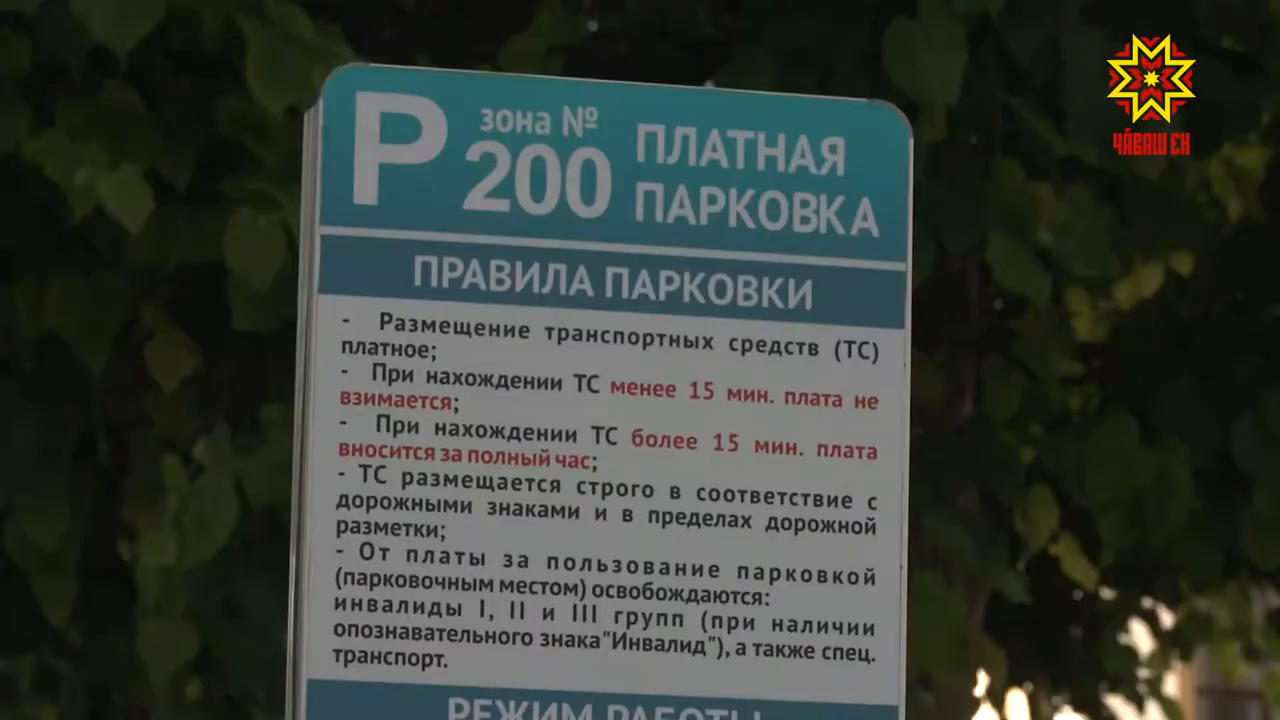 P
зона №
200
ПЛАТНАЯ
ПАРКОВКА
ПРАВИЛА ПАРКОВКИ
- Размещение транспортных средств (ТС)
платное;
- При нахождении ТС менее 15 мин. плата не
взимается;
- При нахождении ТС более 15 мин. плата
вносится за полный час;
- ТС размещается строго в соответствие с
дорожными знаками и в пределах дорожной
разметки;
- От платы за пользование парковкой
(парковочным местом) освобождаются:
инвалиды I, II и III групп (при наличии
опознавательного знака"Инвалид"), а также спец.
транспорт.
РЕЖИМ РАБОТЫ
ЧӐВАШ ЕН